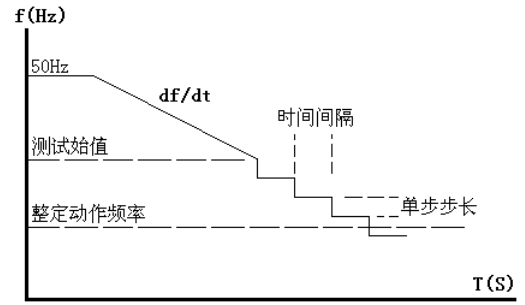 f(Hz)
50Hz
df/dt
时间间隔
测试始值
单步步长
整定动作频率
T(S)